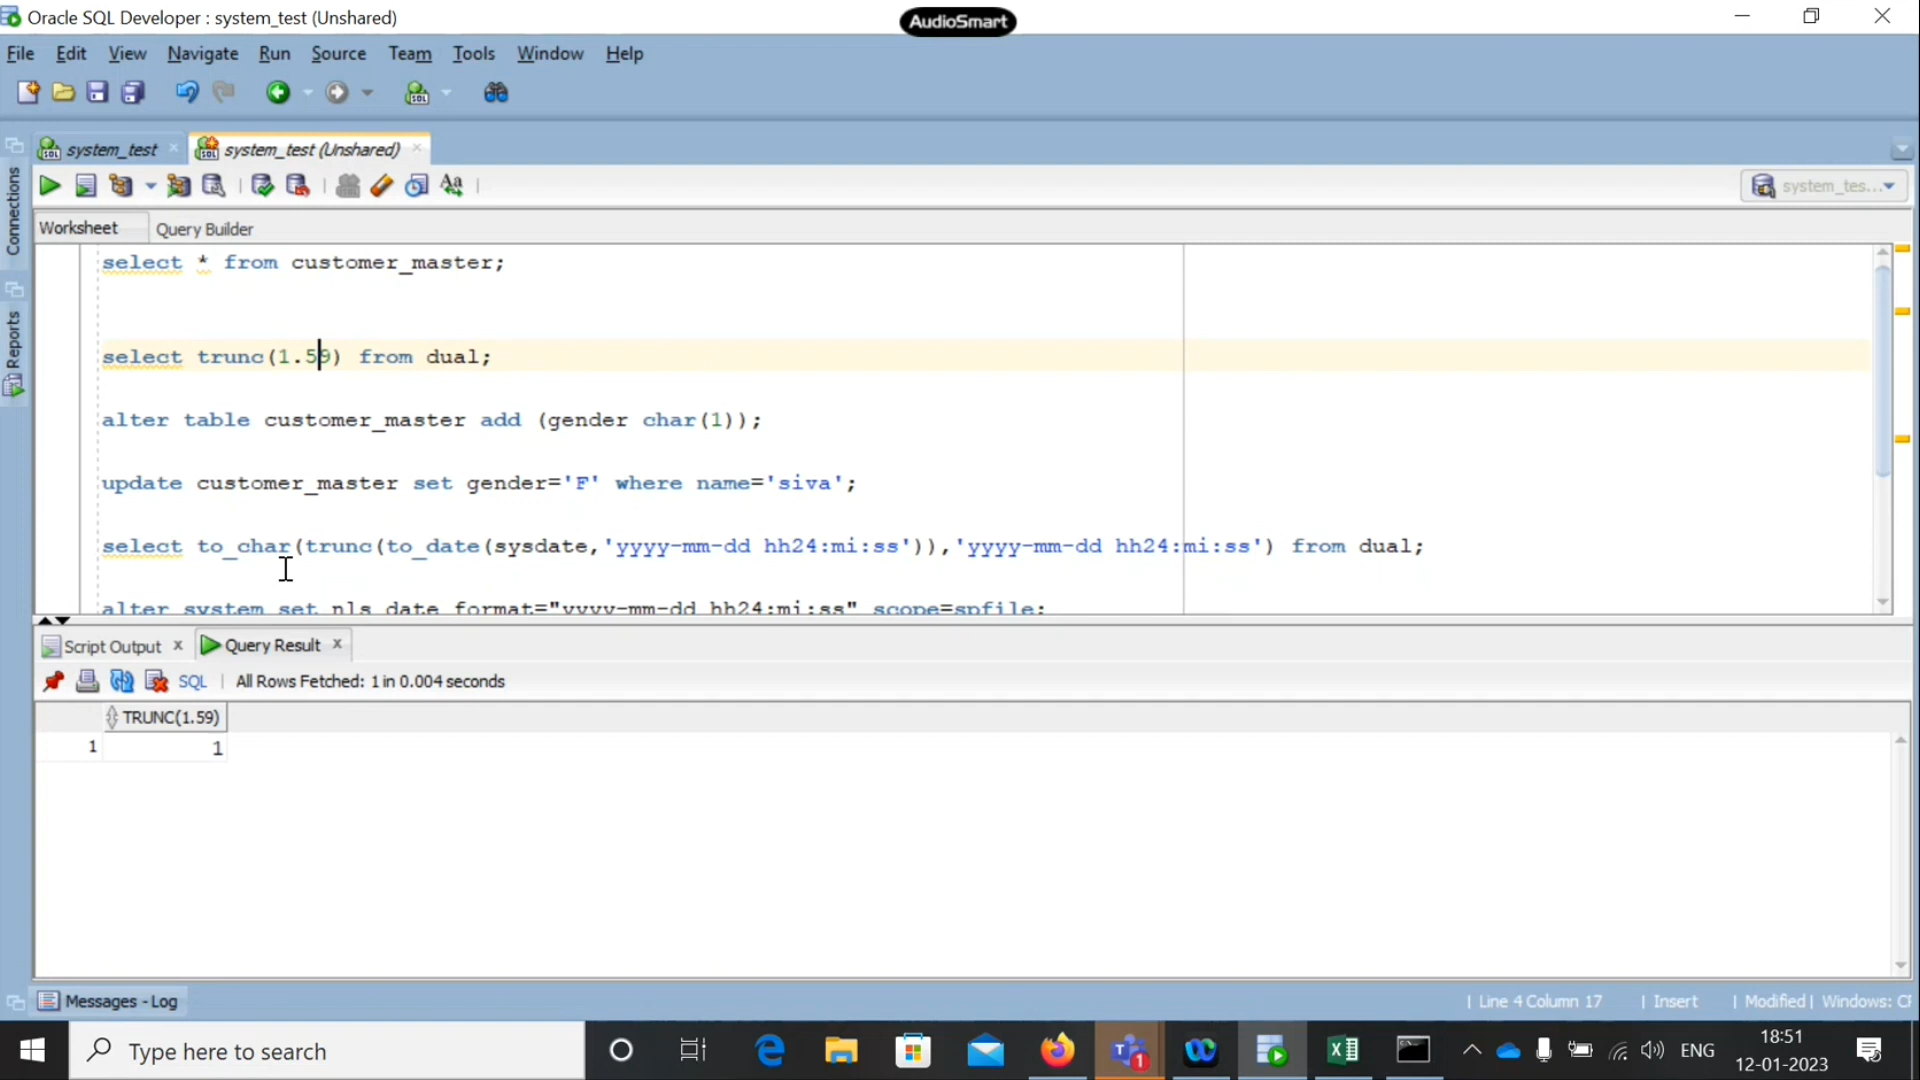 Oracle SQL Developer : system_test (Unshared)
AudioSmart
File Edit View Navigate Run Source Team Tools Window Help
system_test
system_test (Unshared)
system_tes...
Connections
Reports
Worksheet
Query Builder
select * from customer_master;
select trunc(1.59) from dual;
alter table customer_master add (gender char(1));
update customer_master set gender='F' where name='siva';
select to_char(trunc(to_date(sysdate,'yyyy-mm-dd hh24:mi:ss')),'yyyy-mm-dd hh24:mi:ss') from dual;
alter system set nls_date_format="yyyy-mm-dd hh24:mi:ss" scope=spfile;
Script Output x
Query Result x
SQL | All Rows Fetched: 1 in 0.004 seconds
TRUNC(1.59)
1 1
Messages - Log
| Line 4 Column 17 | Insert | Modified | Windows: CF
Type here to search
1
ENG
18:51
12-01-2023